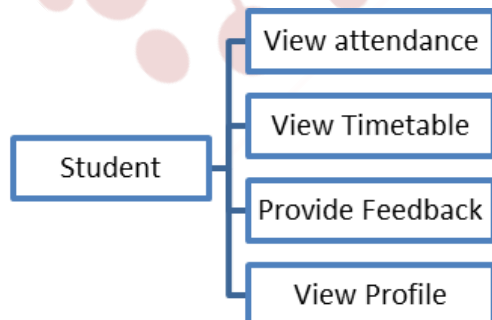 View attendance
View Timetable
Student
Provide Feedback
View Profile